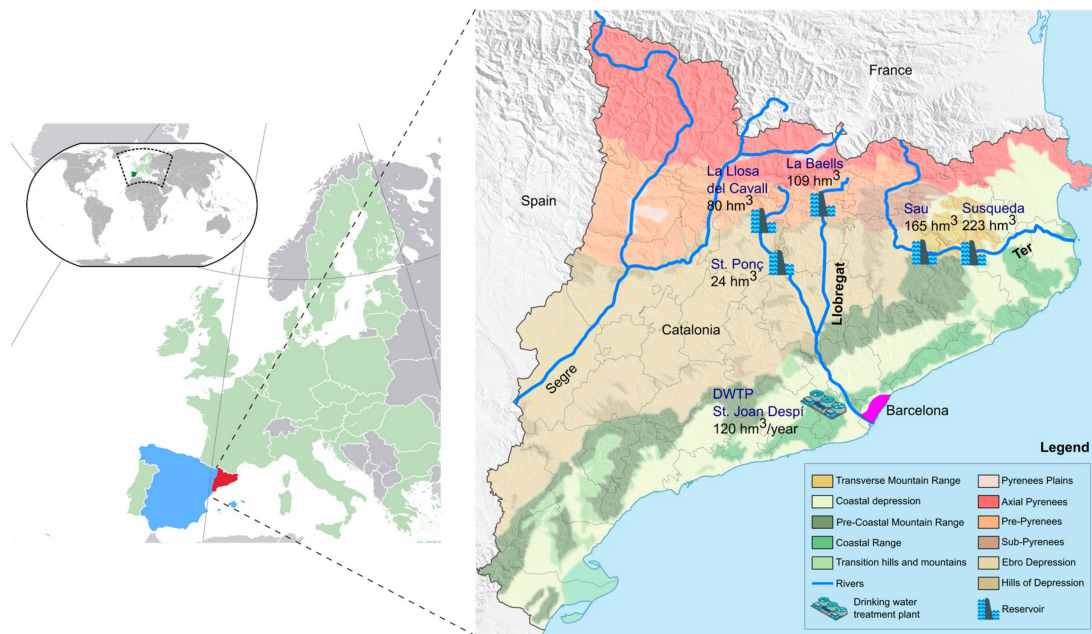 France
Spain
La Llosa
del Cavall
80 hm3
La Baells
109 hm3
Sau
165 hm3
Susqueda
223 hm3
Ter
St. Ponç
24 hm3
Llobregat
Catalonia
Segre
DWTP
St. Joan Despí
120 hm3/year
Barcelona
Legend
Transverse Mountain Range
Coastal depression
Pre-Coastal Mountain Range
Coastal Range
Transition hills and mountains
Rivers
Drinking water
treatment plant
Pyrenees Plains
Axial Pyrenees
Pre-Pyrenees
Sub-Pyrenees
Ebro Depression
Hills of Depression
Reservoir